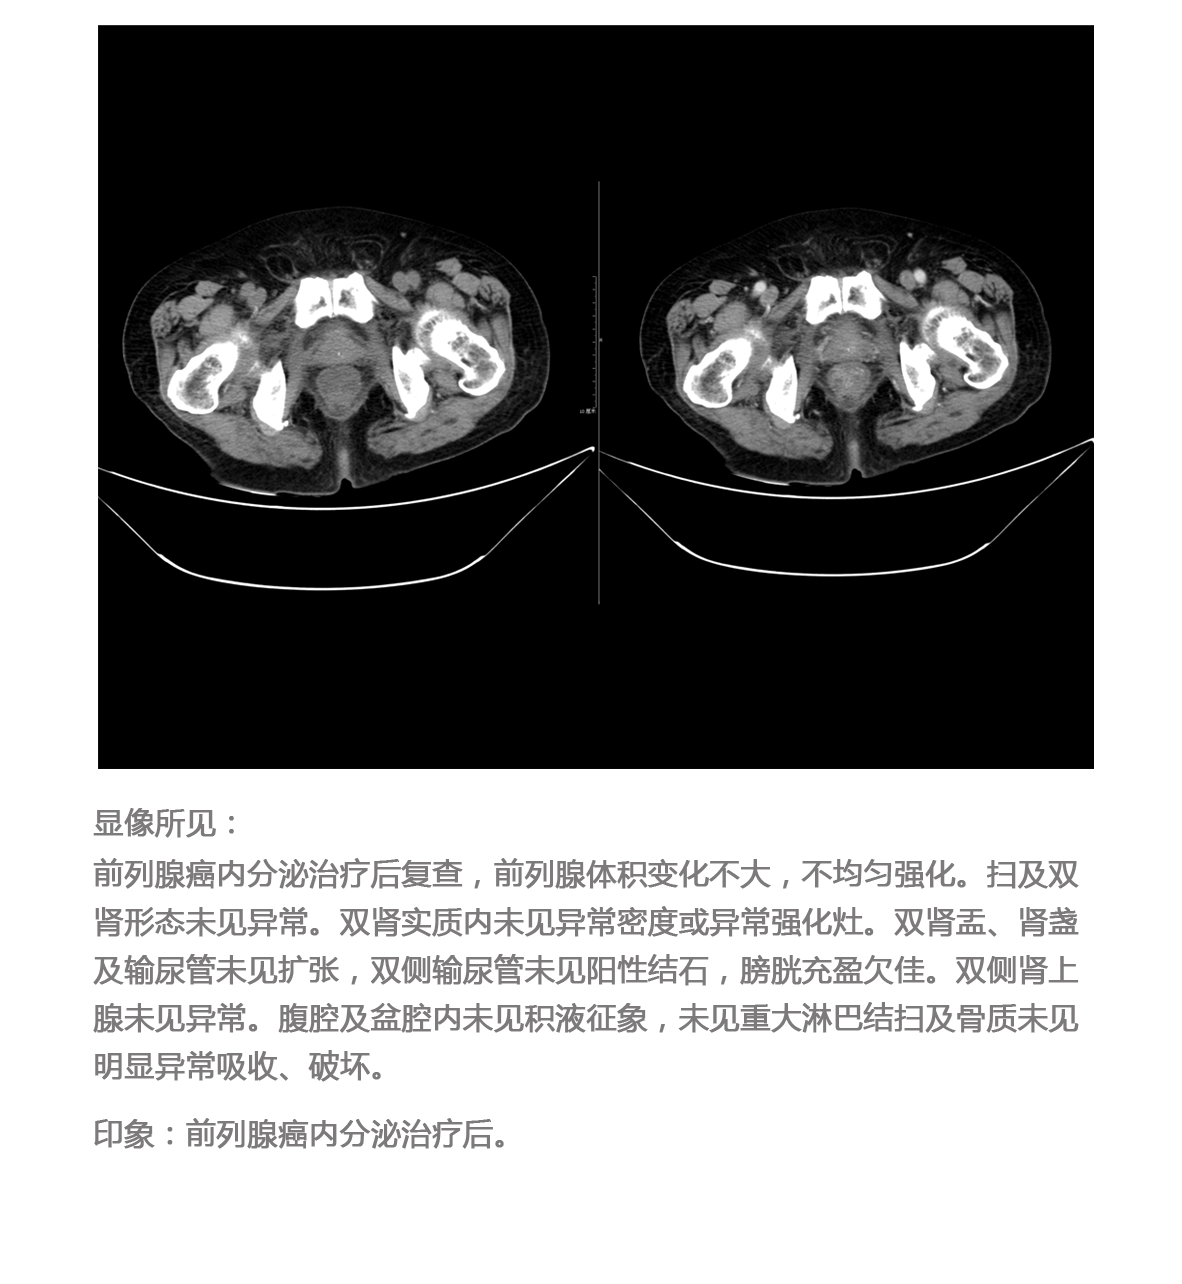 10 厘米
显像所见：
前列腺癌内分泌治疗后复查，前列腺体积变化不大，不均匀强化。扫及双
肾形态未见异常。双肾实质内未见异常密度或异常强化灶。双肾盂、肾盏
及输尿管未见扩张，双侧输尿管未见阳性结石，膀胱充盈欠佳。双侧肾上
腺未见异常。腹腔及盆腔内未见积液征象，未见重大淋巴结扫及骨质未见
明显异常吸收、破坏。
印象：前列腺癌内分泌治疗后。